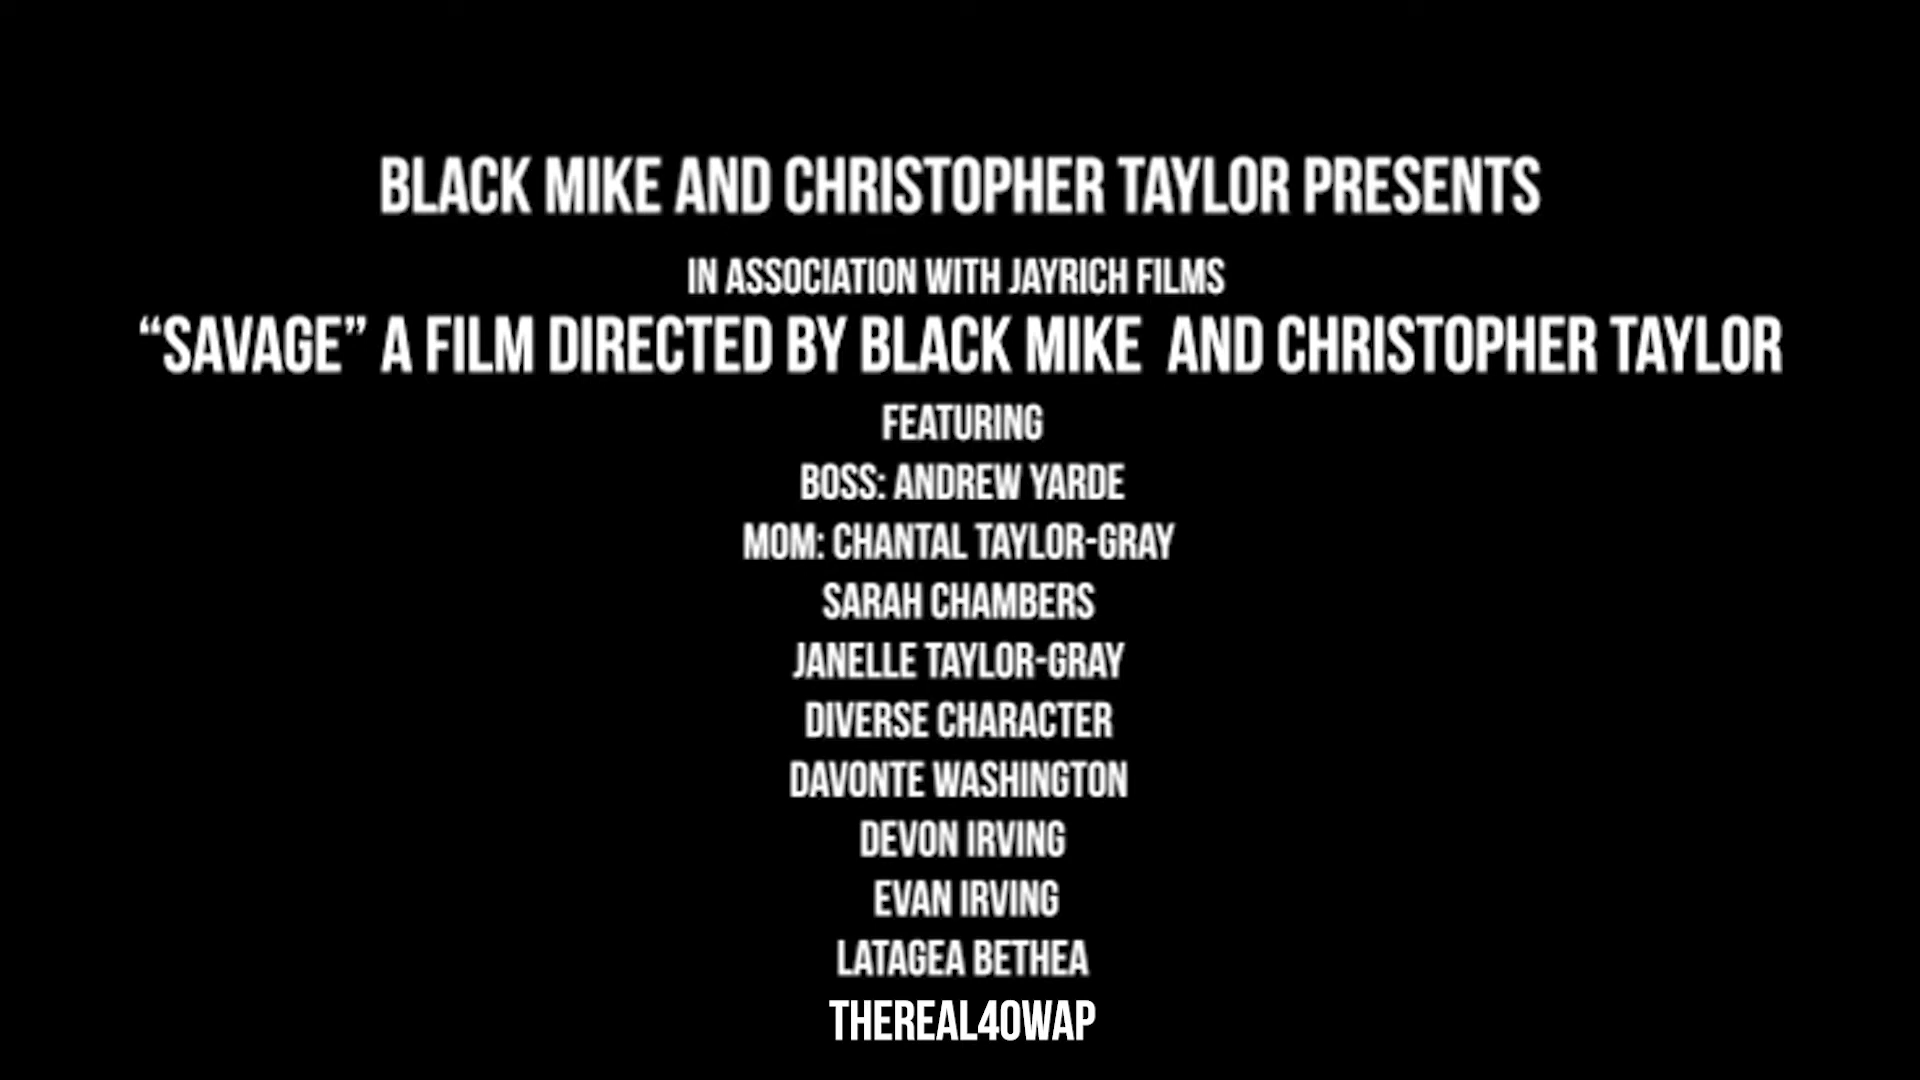 BLACK MIKE AND CHRISTOPHER TAYLOR PRESENTS
IN ASSOCIATION WITH JAYRICH FILMS
“SAVAGE” A FILM DIRECTED BY BLACK MIKE AND CHRISTOPHER TAYLOR
FEATURING
BOSS: ANDREW YARDE
MOM: CHANTAL TAYLOR-GRAY
SARAH CHAMBERS
JANELLE TAYLOR-GRAY
DIVERSE CHARACTER
DAVONTE WASHINGTON
DEVON IRVING
EVAN IRVING
LATAGEA BETHEA
THEREAL40WAP